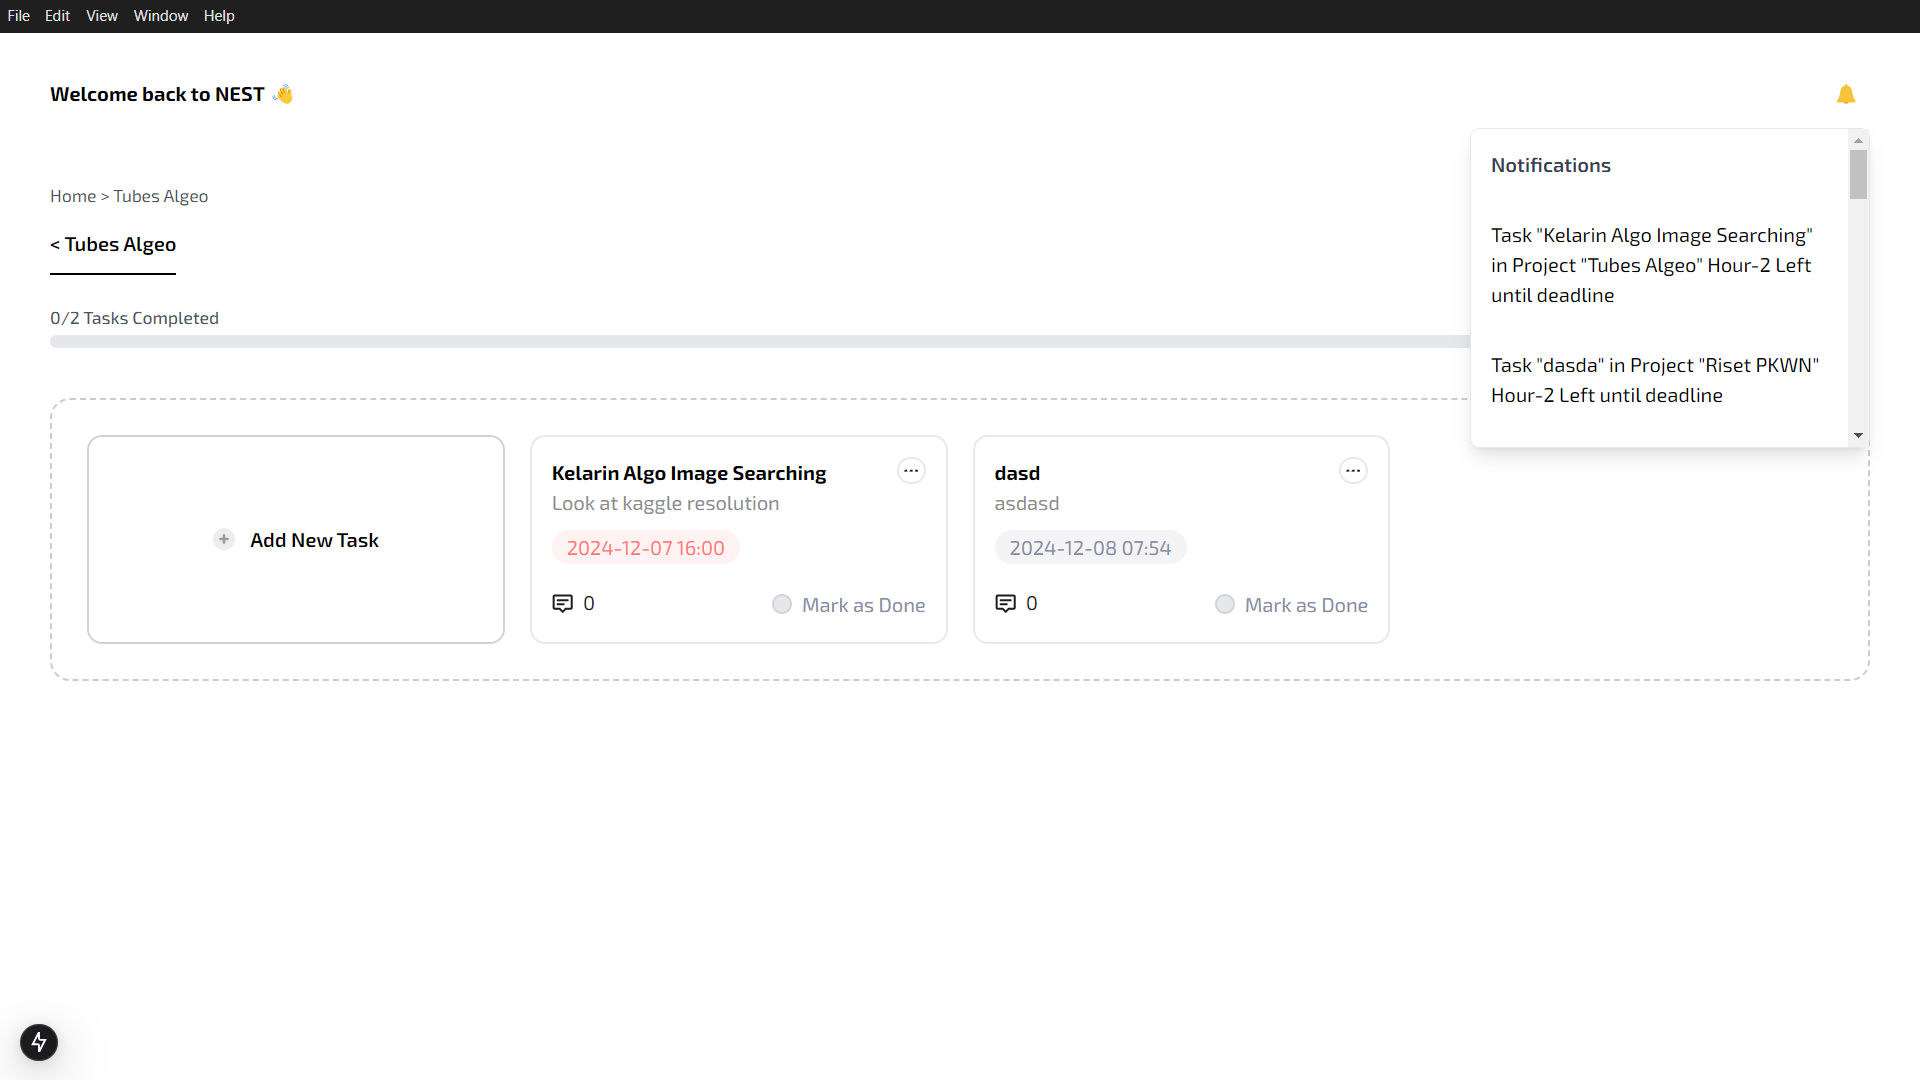 File Edit View Window Help
Welcome back to NEST 👋
Notifications
Task "Kelarin Algo Image Searching"
in Project "Tubes Algeo" Hour-2 Left
until deadline
Task "dasda" in Project "Riset PKWN"
Hour-2 Left until deadline
Home > Tubes Algeo
< Tubes Algeo
0/2 Tasks Completed
+ Add New Task
Kelarin Algo Image Searching
Look at kaggle resolution
2024-12-07 16:00
0 Mark as Done
dasd
asdasd
2024-12-08 07:54
0 Mark as Done